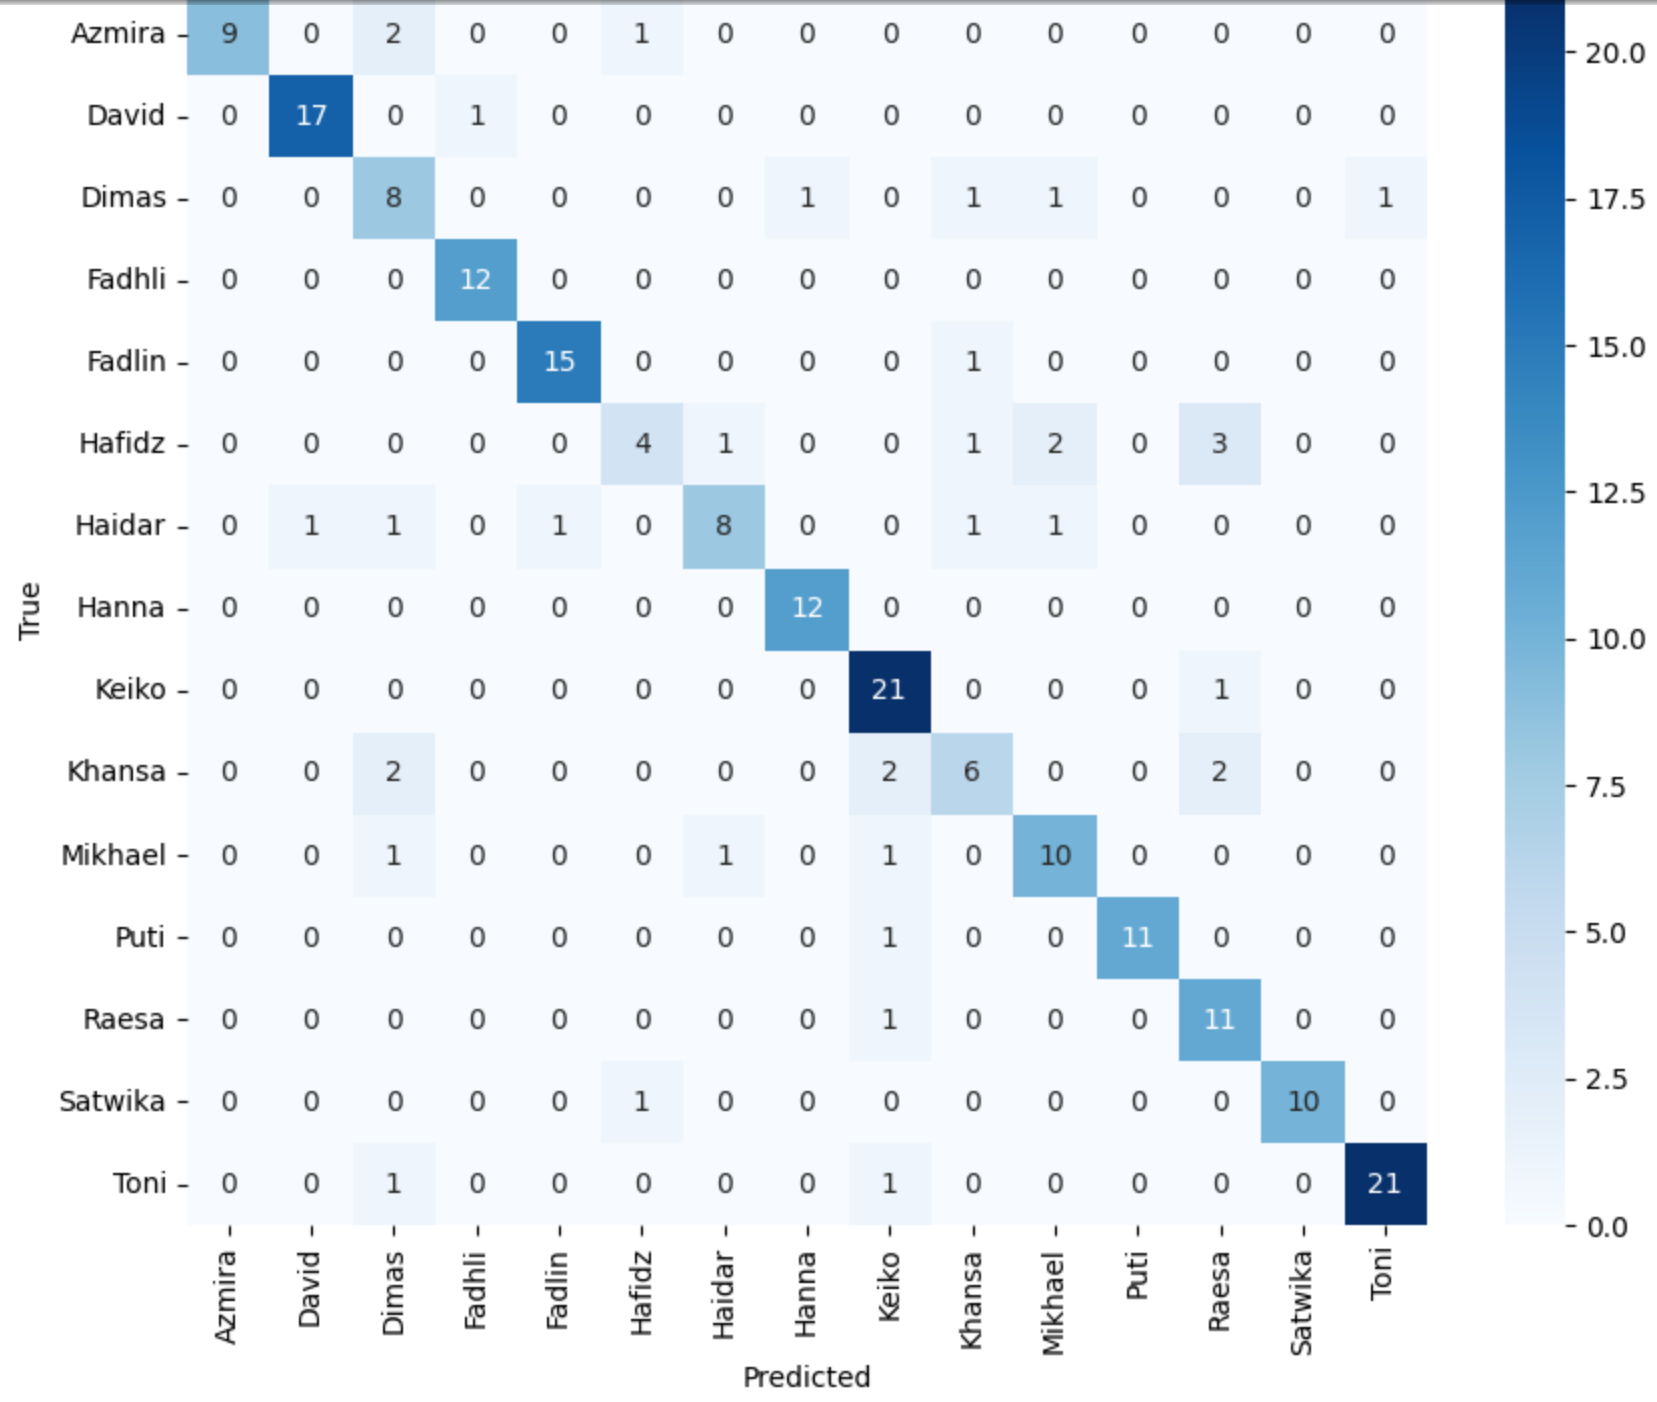 Azmira 9 0 2 0 0 1 0 0 0 0 0 0 0 0 0
David 0 17 0 1 0 0 0 0 0 0 0 0 0 0 0
Dimas 0 0 8 0 0 0 0 1 0 1 1 0 0 0 1
Fadhli 0 0 0 12 0 0 0 0 0 0 0 0 0 0 0
Fadlin 0 0 0 0 15 0 0 0 0 1 0 0 0 0 0
Hafidz 0 0 0 0 0 4 1 0 0 1 2 0 3 0 0
Haidar 0 1 1 0 1 0 8 0 0 1 1 0 0 0 0
Hanna 0 0 0 0 0 0 0 12 0 0 0 0 0 0 0
Keiko 0 0 0 0 0 0 0 0 21 0 0 0 1 0 0
Khansa 0 0 2 0 0 0 0 0 2 6 0 0 2 0 0
Mikhael 0 0 1 0 0 0 1 0 1 0 10 0 0 0 0
Puti 0 0 0 0 0 0 0 0 1 0 0 11 0 0 0
Raesa 0 0 0 0 0 0 0 0 1 0 0 0 11 0 0
Satwika 0 0 0 0 0 1 0 0 0 0 0 0 0 10 0
Toni 0 0 1 0 0 0 0 0 1 0 0 0 0 0 21
True
Azmira David Dimas Fadhli Fadlin Hafidz Haidar Hanna Keiko Khansa Mikhael Puti Raesa Satwika Toni
Predicted
20.0
17.5
15.0
12.5
10.0
7.5
5.0
2.5
0.0